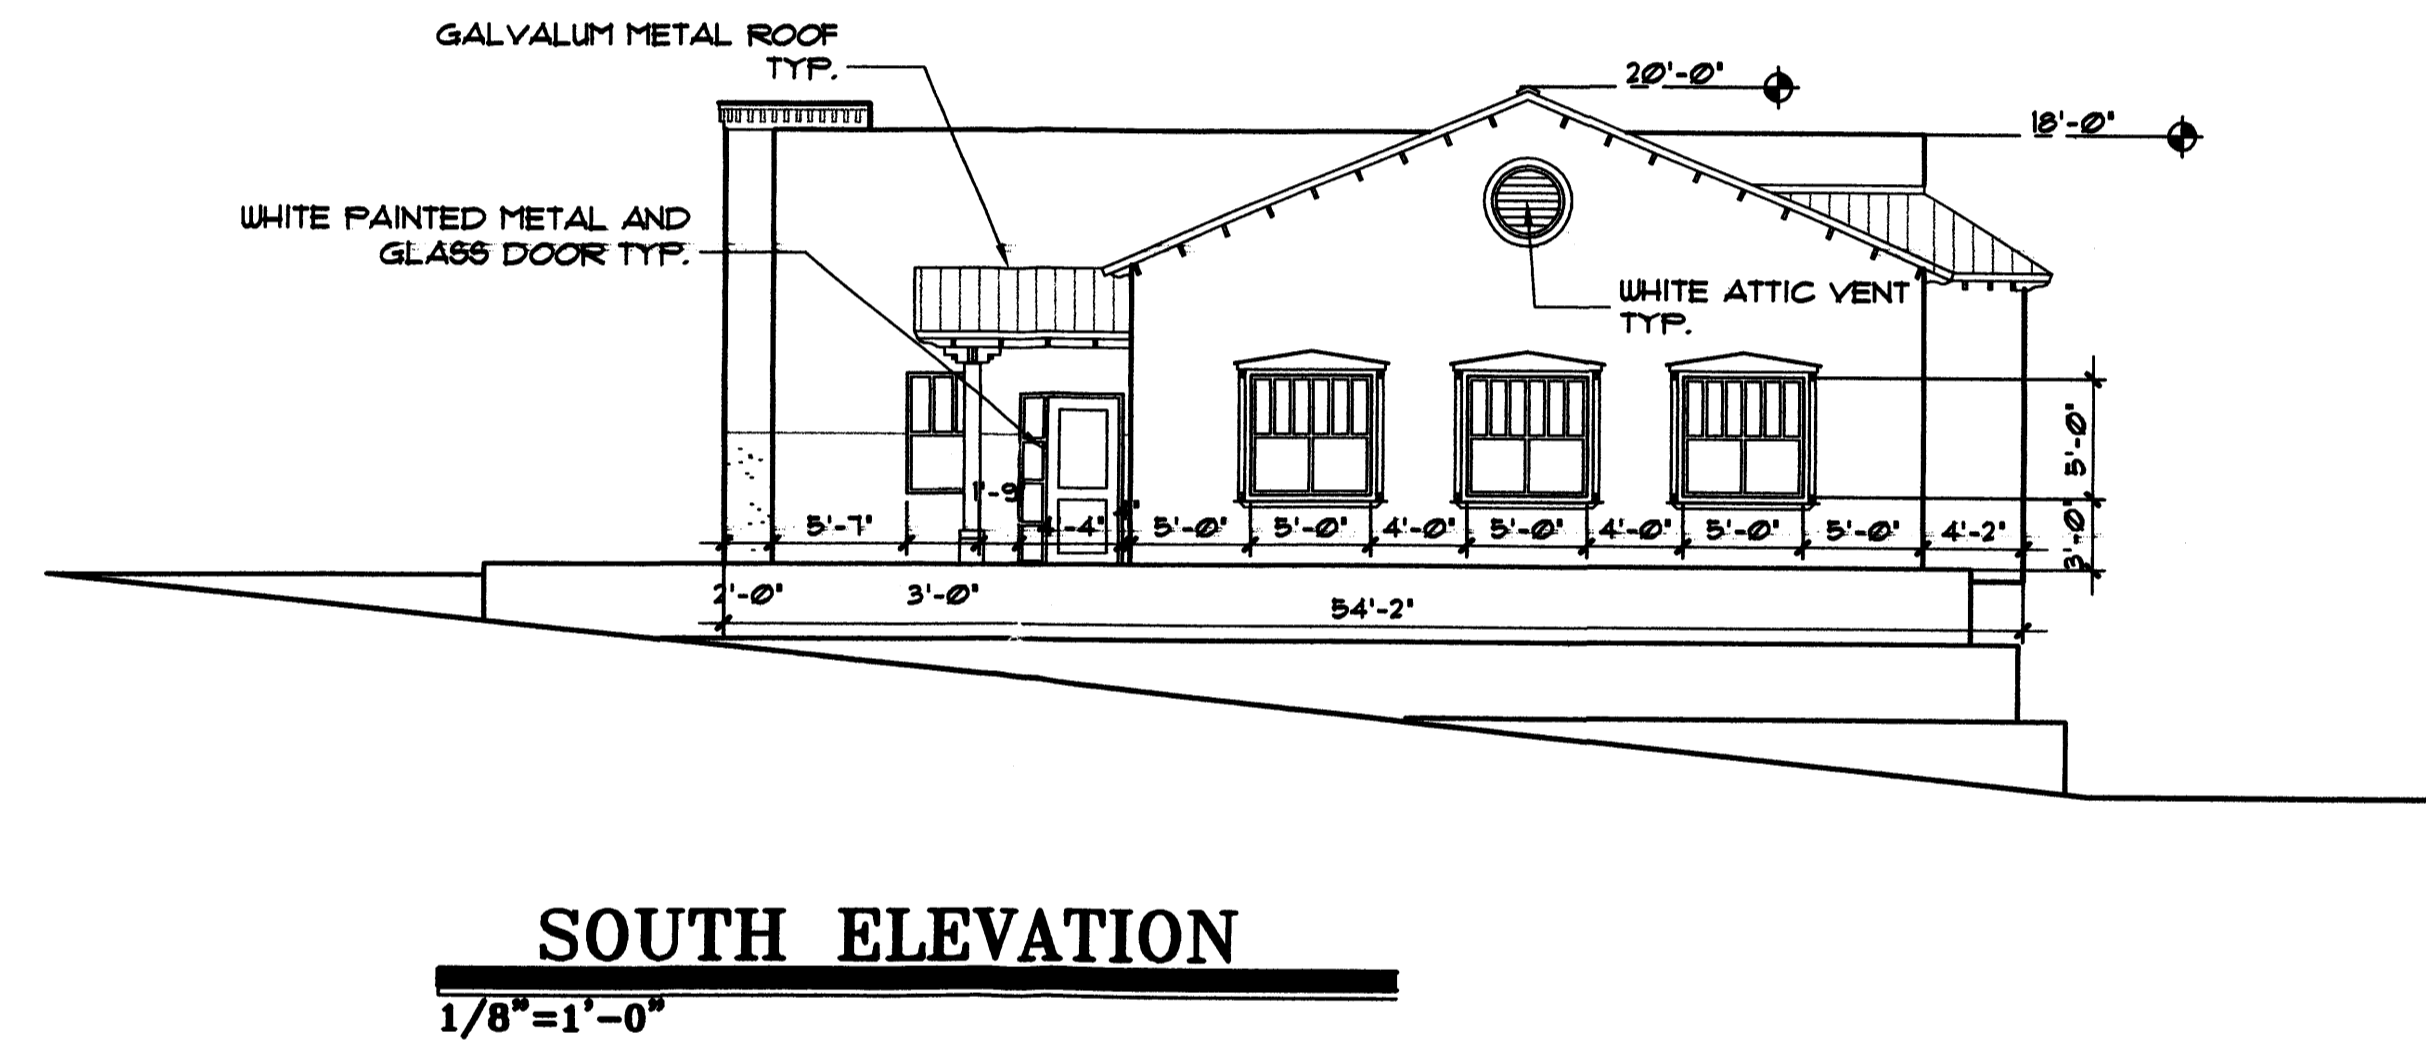 GALVALUM METAL ROOF
TYP.
20'-0"
18'-0"
WHITE PAINTED METAL AND
GLASS DOOR TYP.
WHITE ATTIC VENT
TYP.
5'-0"
3'-0"
1'-9
5'-7"
4'-4"
5'-0"
5'-0"
4'-0"
5'-0"
4'-0"
5'-0"
5'-0"
4'-2"
2'-0"
3'-0"
54'-2"
SOUTH ELEVATION
1/8"=1'-0"